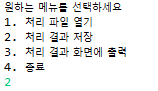 원하는 메뉴를 선택하세요
1. 처리 파일 열기
2. 처리 결과 저장
3. 처리 결과 화면에 출력
4. 종료
2